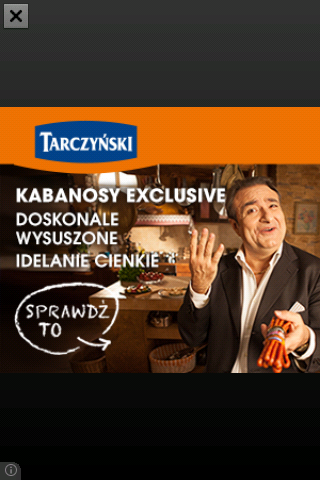 TARCZYŃSKI
KABANOSY EXCLUSIVE
DOSKONALE
WYSUSZONE
IDELANIE CIENKIE
SPRAWDŹ
TO